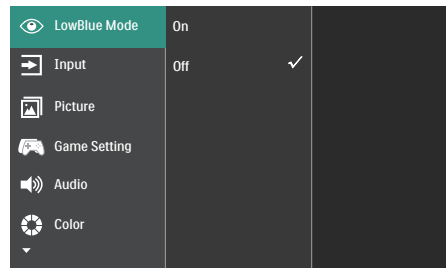 LowBlue Mode
On
Input
Off
Picture
Game Setting
Audio
Color